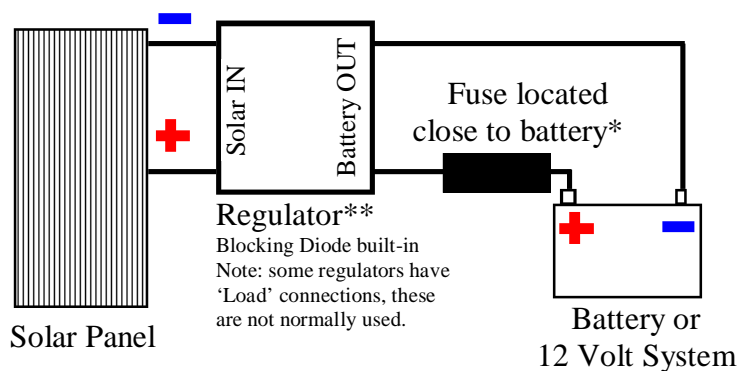 Solar IN
Battery OUT
Fuse located
close to battery*
Regulator**
Blocking Diode built-in
Note: some regulators have
‘Load’ connections, these
are not normally used.
Solar Panel
Battery or
12 Volt System